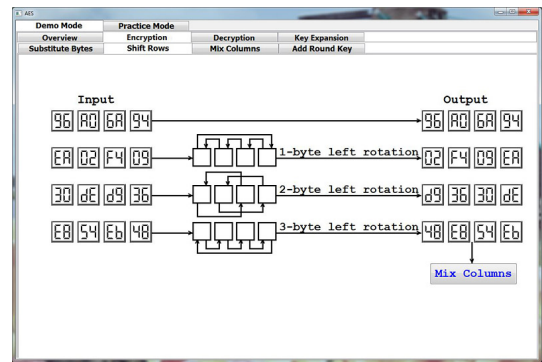 AES
Demo Mode Practice Mode
Overview Encryption Decryption Key Expansion
Substitute Bytes Shift Rows Mix Columns Add Round Key
Input Output
96 A0 6A 94 96 A0 6A 94
EA 02 F4 09 1-byte left rotation 02 F4 09 EA
30 dE d9 36 2-byte left rotation d9 36 30 dE
E8 54 Eb 48 3-byte left rotation 48 E8 54 Eb
Mix Columns